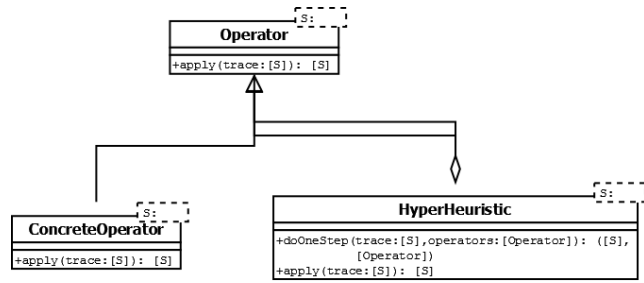 S:
Operator
+apply(trace:[S]): [S]
S:
ConcreteOperator
+apply(trace:[S]): [S]
S:
HyperHeuristic
+doOneStep(trace:[S],operators:[Operator]): ([S],
[Operator])
+apply(trace:[S]): [S]